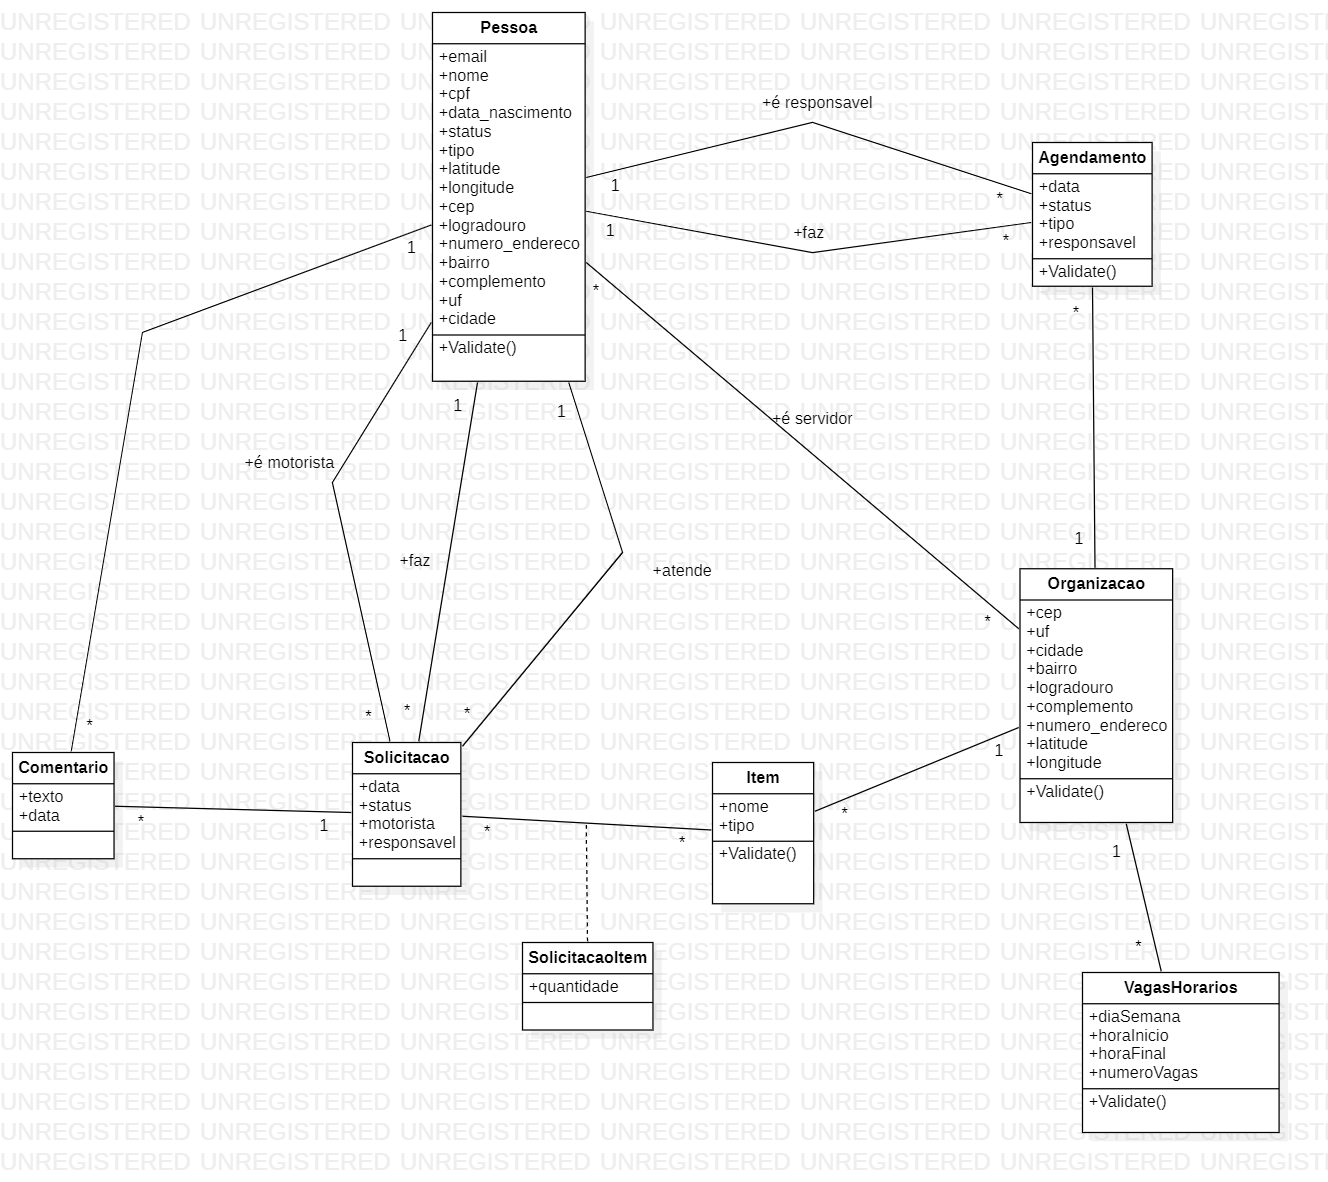 Pessoa
+email
+nome
+cpf
+data_nascimento
+status
+tipo
+latitude
+longitude
+cep
+logradouro
+numero_endereco
+bairro
+complemento
+uf
+cidade
+Validate()
+é responsavel
1
*
+faz
1
*
Agendamento
+data
+status
+tipo
+responsavel
+Validate()
*
1
*
+é servidor
*
1
*
1
+é motorista
*
1
+faz
*
1
+atende
*
Organizacao
+cep
+uf
+cidade
+bairro
+logradouro
+complemento
+numero_endereco
+latitude
+longitude
+Validate()
Comentario
+texto
+data
*
1
Solicitacao
+data
+status
+motorista
+responsavel
*
*
Item
+nome
+tipo
+Validate()
*
1
SolicitacaoItem
+quantidade
1
*
VagasHorarios
+diaSemana
+horaInicio
+horaFinal
+numeroVagas
+Validate()
UNREGISTERED